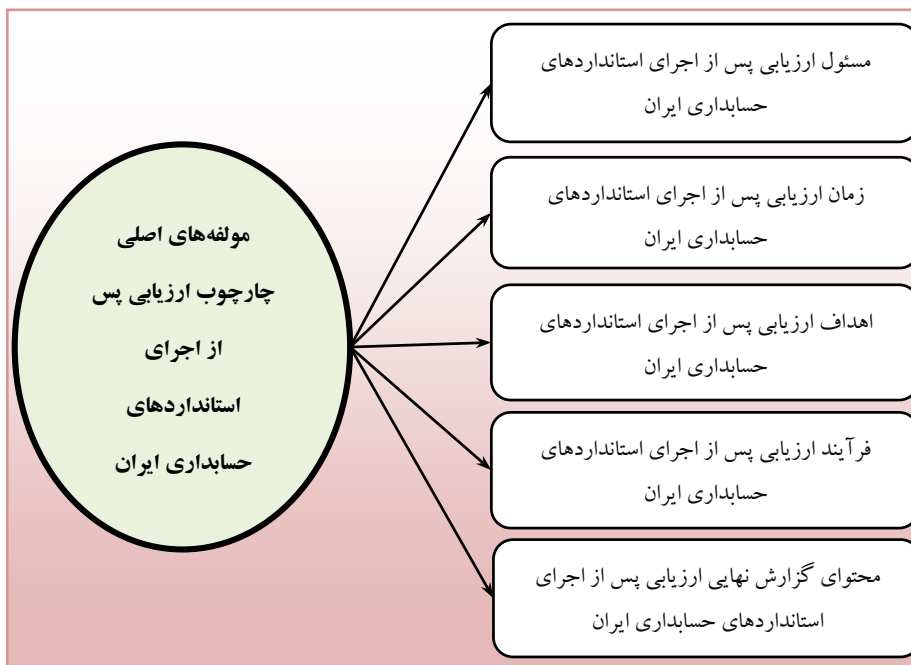 مولفه‌های اصلی
چارچوب ارزیابی پس
از اجرای
استانداردهای
حسابداری ایران
مسئول ارزیابی پس از اجرای استانداردهای
حسابداری ایران
زمان ارزیابی پس از اجرای استانداردهای
حسابداری ایران
اهداف ارزیابی پس از اجرای استانداردهای
حسابداری ایران
فرآیند ارزیابی پس از اجرای استانداردهای
حسابداری ایران
محتوای گزارش نهایی ارزیابی پس از اجرای
استانداردهای حسابداری ایران